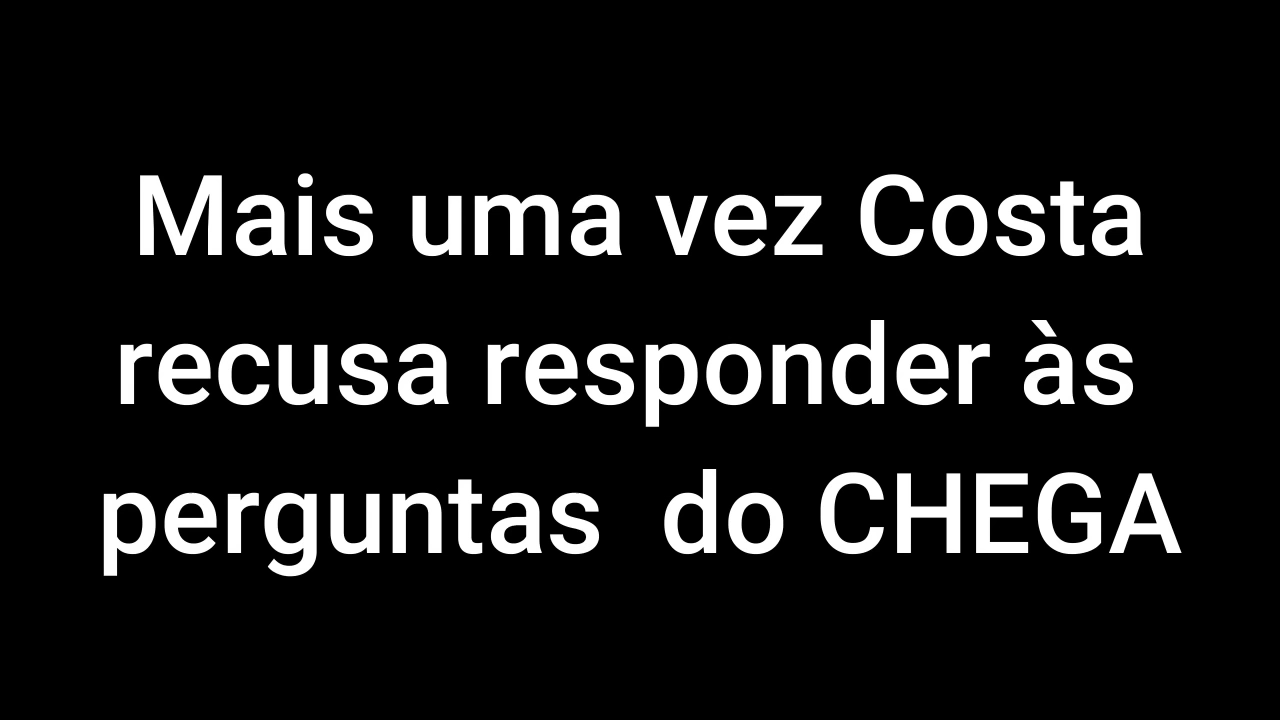 Mais uma vez Costa
recusa responder às
perguntas  do CHEGA